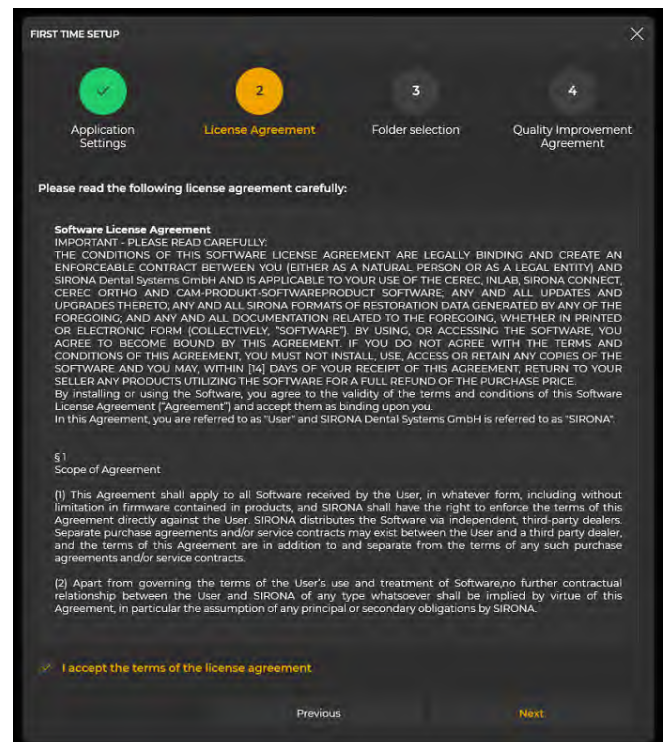 FIRST TIME SETUP
2
3
4
Application
Settings
License Agreement
Folder selection
Quality Improvement
Agreement
Please read the following license agreement carefully:
Software License Agreement
IMPORTANT - PLEASE READ CAREFULLY:
THE CONDITIONS OF THIS SOFTWARE LICENSE AGREEMENT ARE LEGALLY BINDING AND CREATE AN
ENFORCEABLE CONTRACT BETWEEN YOU (EITHER AS A NATURAL PERSON OR AS A LEGAL ENTITY) AND
SIRONA Dental Systems GmbH AND IS APPLICABLE TO YOUR USE OF THE CEREC, INLAB, SIRONA CONNECT,
CEREC ORTHO AND CAM-PRODUKT-SOFTWAREPRODUCT SOFTWARE, ANY AND ALL UPDATES AND
UPGRADES THERETO; ANY AND ALL SIRONA FORMATS OF RESTORATION DATA GENERATED BY ANY OF THE
FOREGOING; AND ANY AND ALL DOCUMENTATION RELATED TO THE FOREGOING, WHETHER IN PRINTED
OR ELECTRONIC FORM (COLLECTIVELY, "SOFTWARE"). BY USING, OR ACCESSING THE SOFTWARE, YOU
AGREE TO BECOME BOUND BY THIS AGREEMENT. IF YOU DO NOT AGREE WITH THE TERMS AND
CONDITIONS OF THIS AGREEMENT, YOU MUST NOT INSTALL, USE, ACCESS OR RETAIN ANY COPIES OF THE
SOFTWARE AND YOU MAY, WITHIN [14] DAYS OF YOUR RECEIPT OF THIS AGREEMENT, RETURN TO YOUR
SELLER ANY PRODUCTS UTILIZING THE SOFTWARE FOR A FULL REFUND OF THE PURCHASE PRICE.
By installing or using the Software, you agree to the validity of the terms and conditions of this Software
License Agreement ("Agreement") and accept them as binding upon you.
In this Agreement, you are referred to as "User" and SIRONA Dental Systems GmbH is referred to as "SIRONA".
§ 1
Scope of Agreement
(1) This Agreement shall apply to all Software received by the User, in whatever form, including without
limitation in firmware contained in products, and SIRONA shall have the right to enforce the terms of this
Agreement directly against the User. SIRONA distributes the Software via independent, third-party dealers.
Separate purchase agreements and/or service contracts may exist between the User and a third party dealer,
and the terms of this Agreement are in addition to and separate from the terms of any such purchase
agreements and/or service contracts.
(2) Apart from governing the terms of the User's use and treatment of Software,no further contractual
relationship between the User and SIRONA of any type whatsoever shall be implied by virtue of this
Agreement, in particular the assumption of any principal or secondary obligations by SIRONA.
I accept the terms of the license agreement
Previous
Next